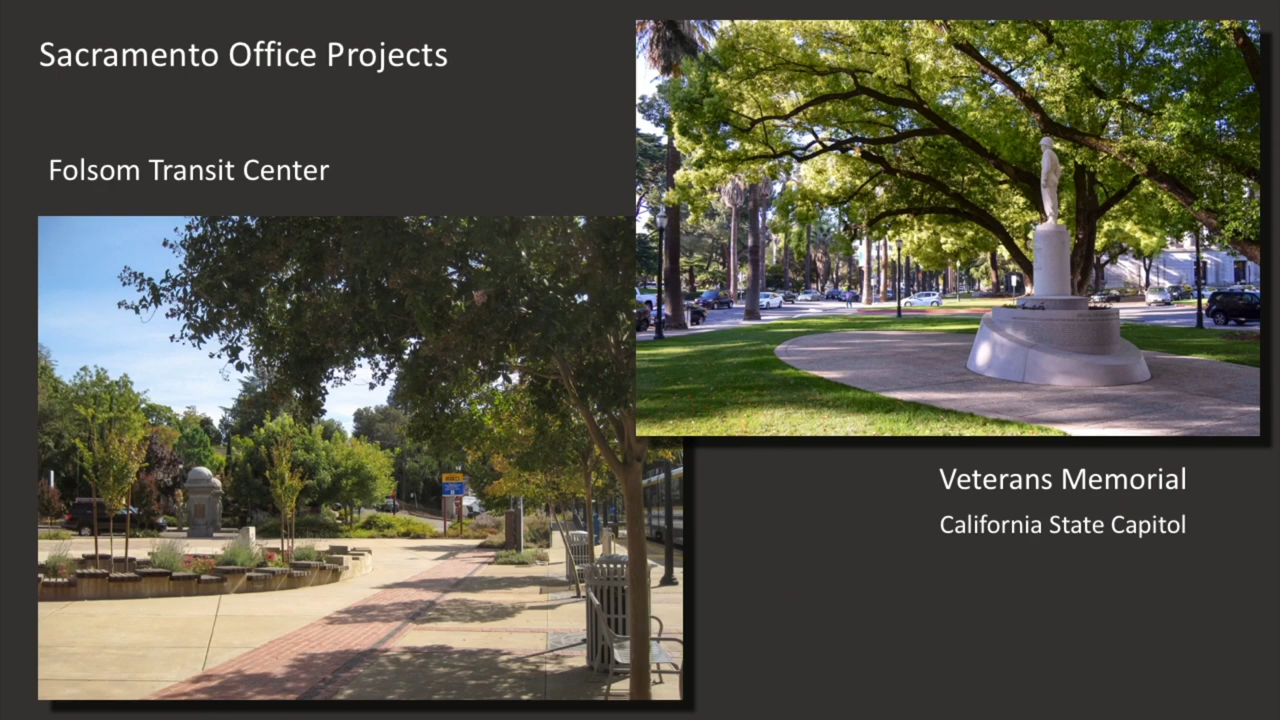 Sacramento Office Projects
Folsom Transit Center
Veterans Memorial
California State Capitol